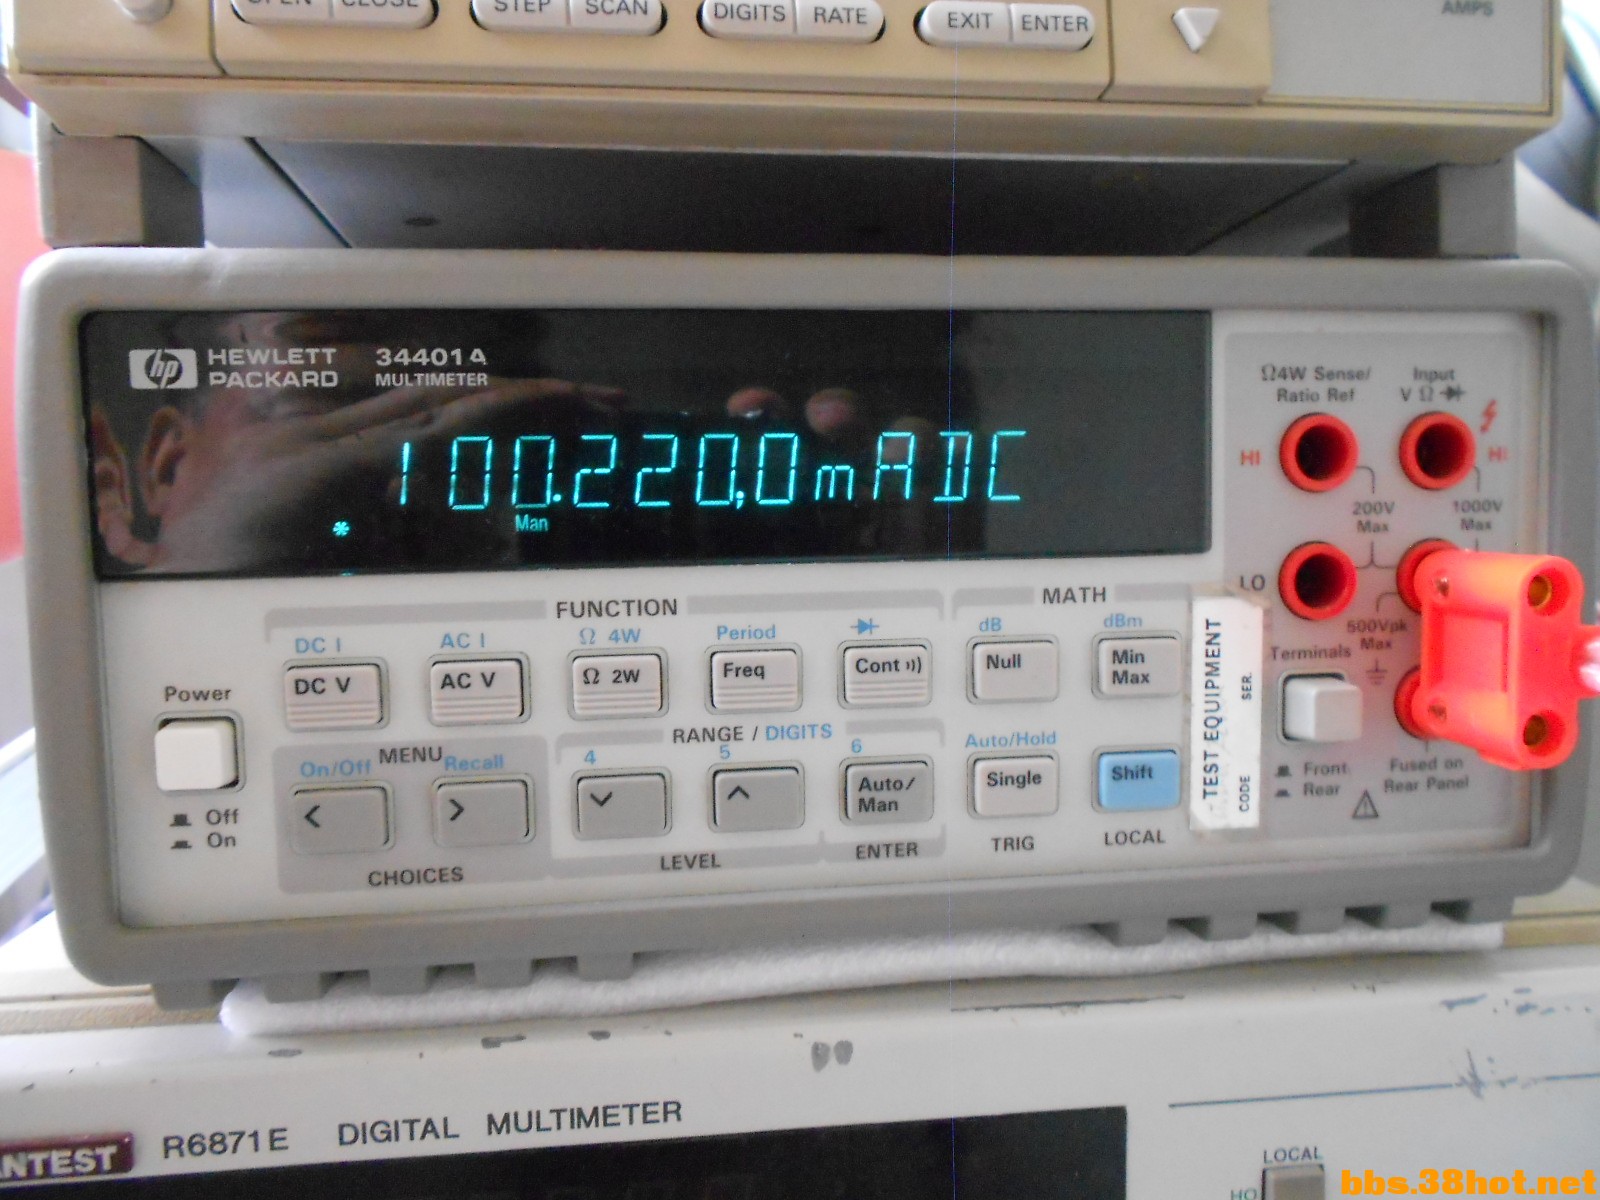 AMPS
OPEN CLOSE STEP SCAN DIGITS RATE EXIT ENTER
hp HEWLETT PACKARD
34401A
MULTIMETER
100.220,0mADC
* Man
Ω4W Sense/
Ratio Ref
Input
V Ω
HI
HI
200V
Max
1000V
Max
LO
500Vpk
Max
FUNCTION
MATH
DC I
AC I
Ω 4W
Period
dB
dBm
DC V
AC V
Ω 2W
Freq
Cont
Null
Min
Max
Power
Off
On
MENU
On/Off
Recall
<
>
CHOICES
RANGE / DIGITS
4
5
6
Auto/
Man
LEVEL
ENTER
Auto/Hold
Single
TRIG
Shift
LOCAL
TEST EQUIPMENT
CODE SER.
Terminals
Front
Rear
Fused on
Rear Panel
ANTEST R6871E DIGITAL MULTIMETER
LOCAL
HO
bbs.38hot.net